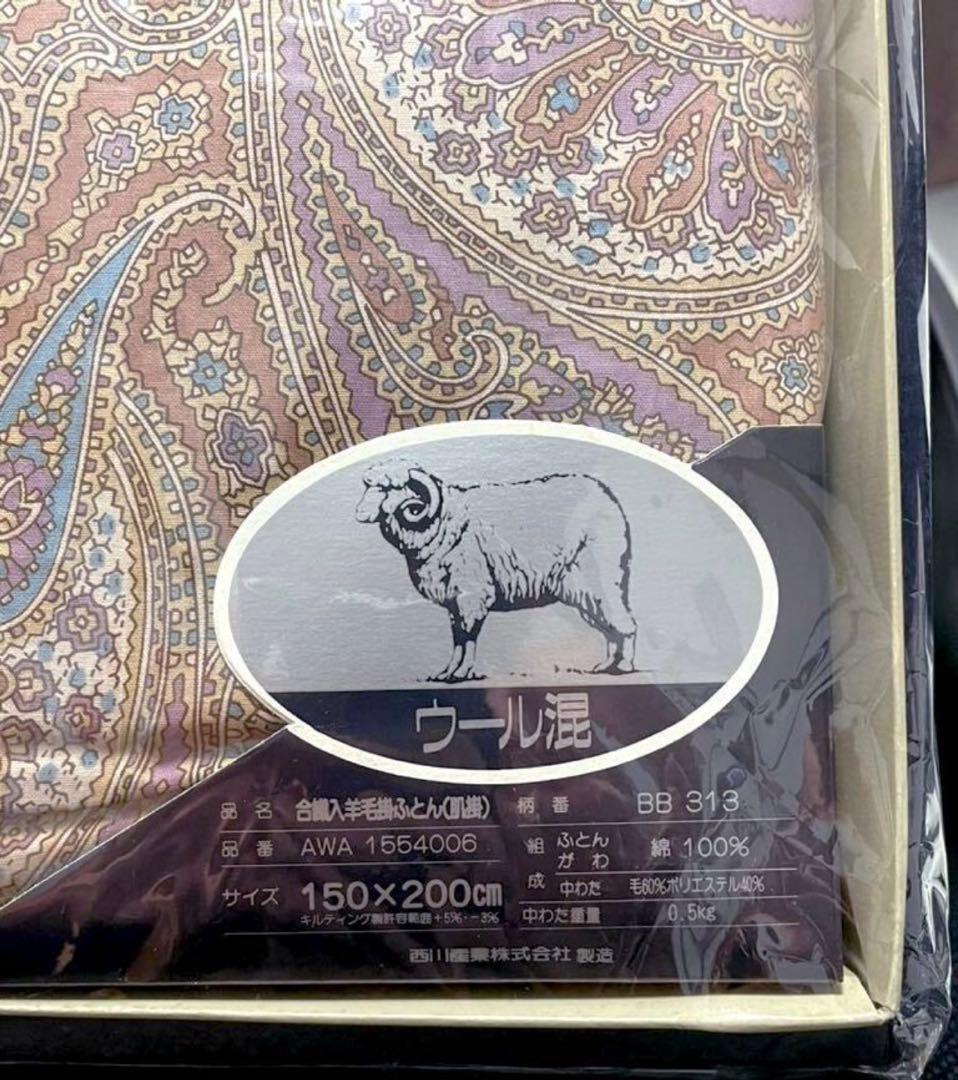 ウール混
品名 合繊入羊毛掛ふとん(肌掛)
品番 AWA 1554006
サイズ 150×200cm
キルティング製許容範囲+5%・-3%
柄番 BB 313
組成 ふとんがわ 綿 100%
中わた 毛60%ポリエステル40%
中わた重量 0.5kg
西川産業株式会社 製造